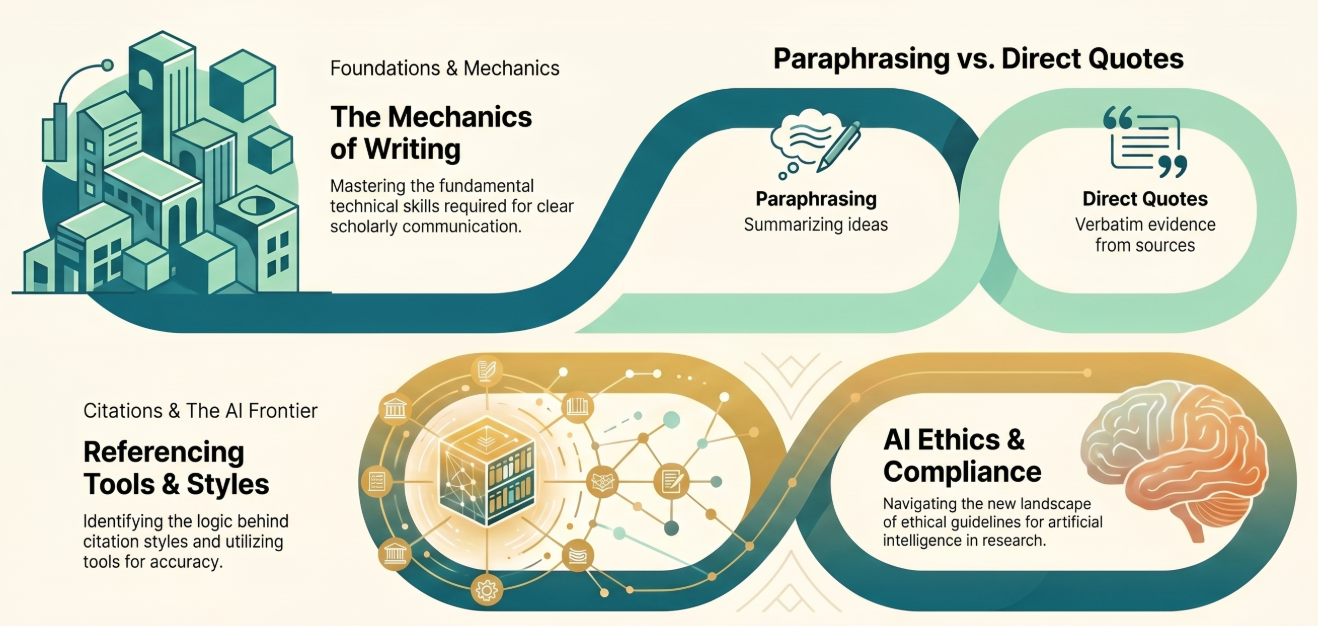 Foundations & Mechanics
The Mechanics
of Writing
Mastering the fundamental
technical skills required for clear
scholarly communication.
Paraphrasing vs. Direct Quotes
Paraphrasing
Summarizing ideas
Direct Quotes
Verbatim evidence
from sources
Citations & The AI Frontier
Referencing
Tools & Styles
Identifying the logic behind
citation styles and utilizing
tools for accuracy.
AI Ethics &
Compliance
Navigating the new landscape
of ethical guidelines for artificial
intelligence in research.